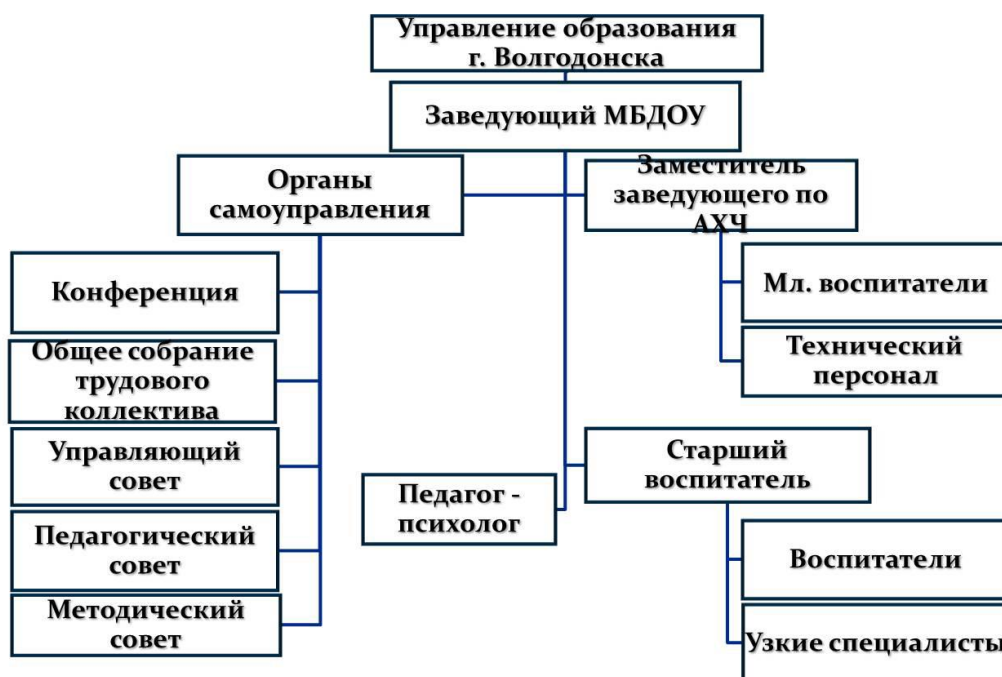 Управление образования
г. Волгодонска
Заведующий МБДОУ
Органы
самоуправления
Заместитель
заведующего по
АХЧ
Конференция
Общее собрание
трудового
коллектива
Управляющий
совет
Педагогический
совет
Методический
совет
Мл. воспитатели
Технический
персонал
Педагог -
психолог
Старший
воспитатель
Воспитатели
Узкие специалисты